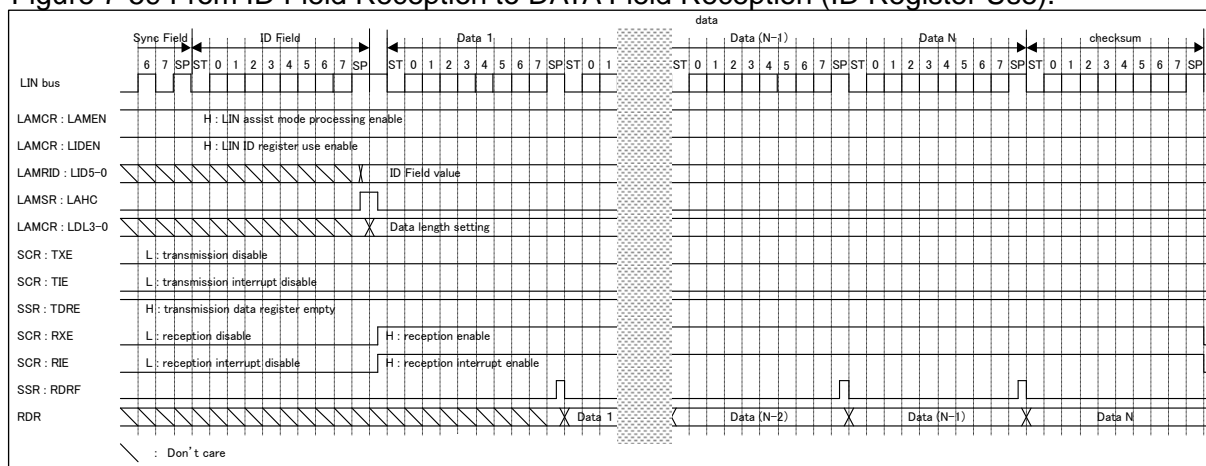 Figure 7-30 From ID Field Reception to DATA Field Reception (ID Register Use).
data
Sync Field ID Field Data 1 Data (N-1) Data N checksum
6 7 SP ST 0 1 2 3 4 5 6 7 SP ST 0 1 2 3 4 5 6 7 SP ST 0 1 ST 0 1 2 3 4 5 6 7 SP ST 0 1 2 3 4 5 6 7 SP ST 0 1 2 3 4 5 6 7 SP
LIN bus
LAMCR : LAMEN H : LIN assist mode processing enable
LAMCR : LIDEN H : LIN ID register use enable
LAMRID : LID5-0 ID Field value
LAMSR : LAHC
LAMCR : LDL3-0 Data length setting
SCR : TXE L : transmission disable
SCR : TIE L : transmission interrupt disable
SSR : TDRE H : transmission data register empty
SCR : RXE L : reception disable H : reception enable
SCR : RIE L : reception interrupt disable H : reception interrupt enable
SSR : RDRF
RDR Data 1 Data (N-2) Data (N-1) Data N
: Don't care